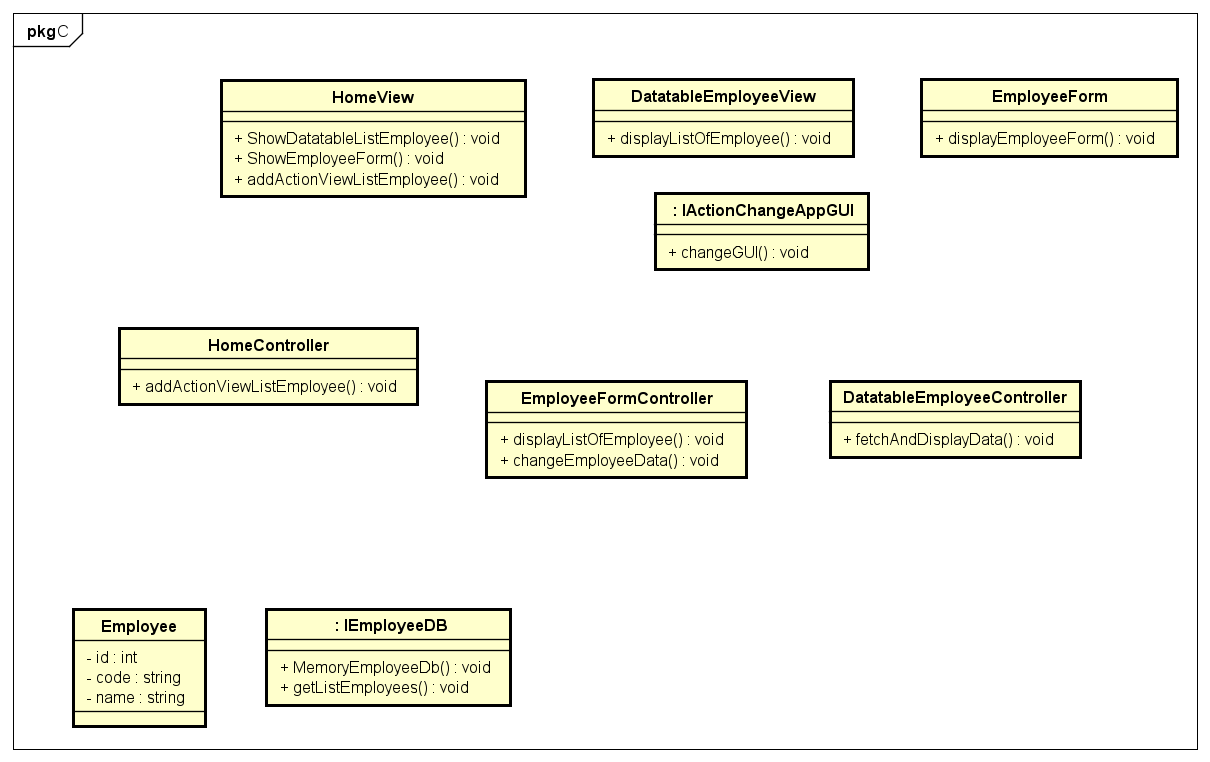 pkg C
HomeView
+ ShowDatatableListEmployee() : void
+ ShowEmployeeForm() : void
+ addActionViewListEmployee() : void
DatatableEmployeeView
+ displayListOfEmployee() : void
EmployeeForm
+ displayEmployeeForm() : void
: IActionChangeAppGUI
+ changeGUI() : void
HomeController
+ addActionViewListEmployee() : void
EmployeeFormController
+ displayListOfEmployee() : void
+ changeEmployeeData() : void
DatatableEmployeeController
+ fetchAndDisplayData() : void
Employee
- id : int
- code : string
- name : string
: IEmployeeDB
+ MemoryEmployeeDb() : void
+ getListEmployees() : void